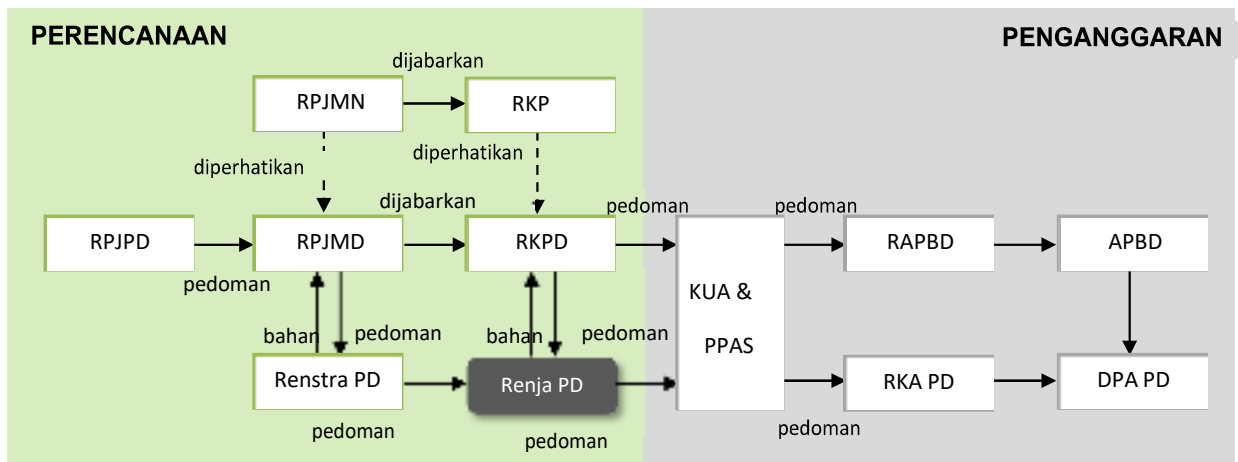 PERENCANAAN
PENGANGGARAN
dijabarkan
RPJMN
RKP
diperhatikan
diperhatikan
dijabarkan
pedoman
pedoman
RPJPD
RPJMD
RKPD
RAPBD
APBD
pedoman
KUA &
PPAS
bahan
pedoman
bahan
pedoman
Renstra PD
Renja PD
RKA PD
DPA PD
pedoman
pedoman
pedoman